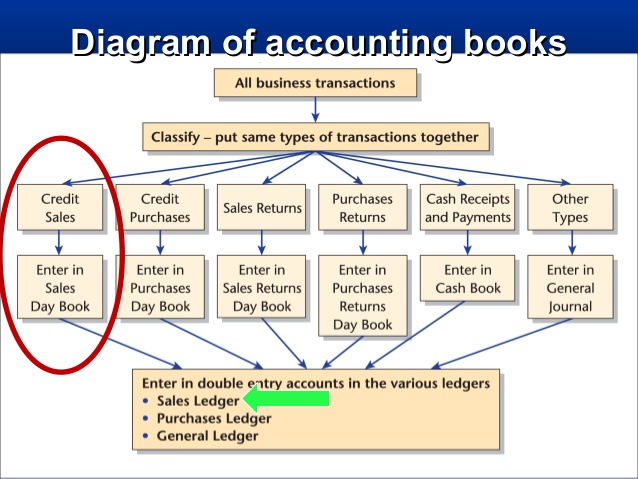 Diagram of accounting books
All business transactions
Classify – put same types of transactions together
Credit
Sales
Credit
Purchases
Sales Returns
Purchases
Returns
Cash Receipts
and Payments
Other
Types
Enter in
Sales
Day Book
Enter in
Purchases
Day Book
Enter in
Sales Returns
Day Book
Enter in
Purchases
Returns
Day Book
Enter in
Cash Book
Enter in
General
Journal
Enter in double entry accounts in the various ledgers
• Sales Ledger
• Purchases Ledger
• General Ledger